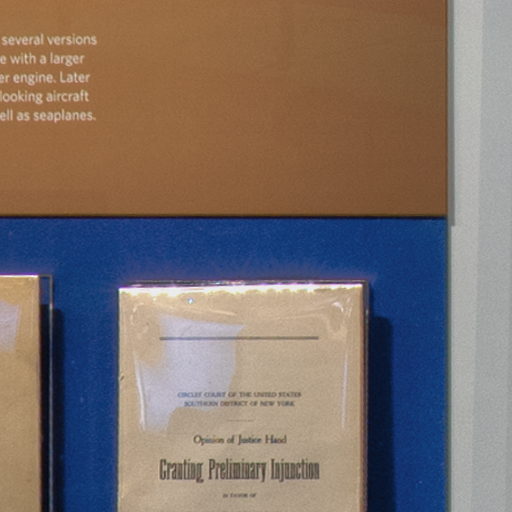 several versions
e with a larger
er engine. Later
looking aircraft
ell as seaplanes.
CIRCUIT COURT OF THE UNITED STATES
SOUTHERN DISTRICT OF NEW YORK
Opinion of Justice Hand
Granting Preliminary Injunction
IN FAVOR OF